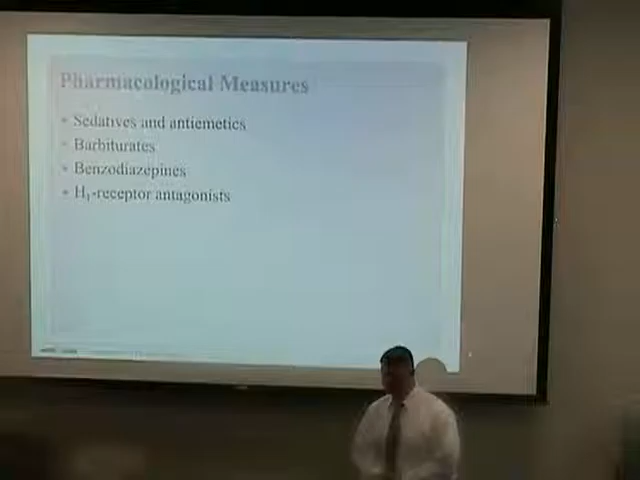 Pharmacological Measures
• Sedatives and antiemetics
• Barbiturates
• Benzodiazepines
• H₁-receptor antagonists